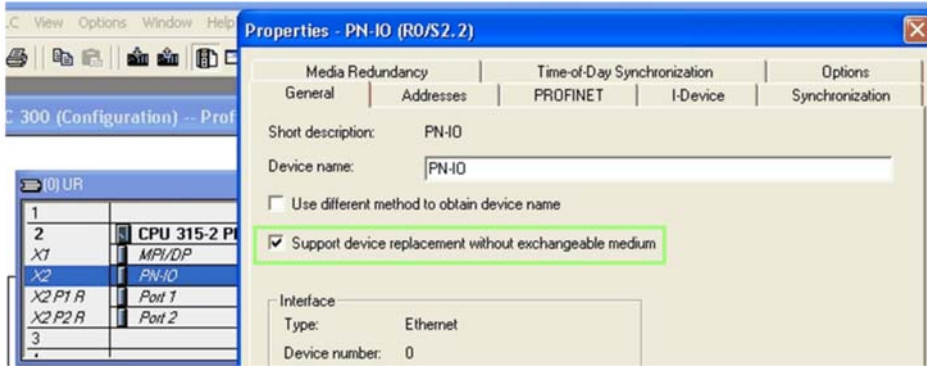 .C View Options Window Help
Properties - PN-IO (R0/S2.2)
Media Redundancy Time-of-Day Synchronization Options
General Addresses PROFINET I-Device Synchronization
C 300 (Configuration) -- Prof
Short description: PN-IO
Device name: PN-IO
Use different method to obtain device name
Support device replacement without exchangeable medium
Interface
Type: Ethernet
Device number: 0
(0) UR
1
2 CPU 315-2 P
X1 MPI/DP
X2 PN-IO
X2 P1 R Port 1
X2 P2 R Port 2
3